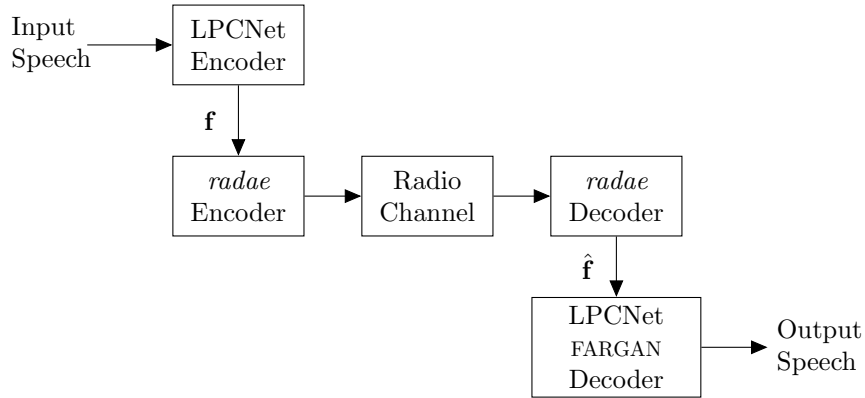 Input
Speech
LPCNet
Encoder
f
radae
Encoder
Radio
Channel
radae
Decoder
f̂
LPCNet
FARGAN
Decoder
Output
Speech